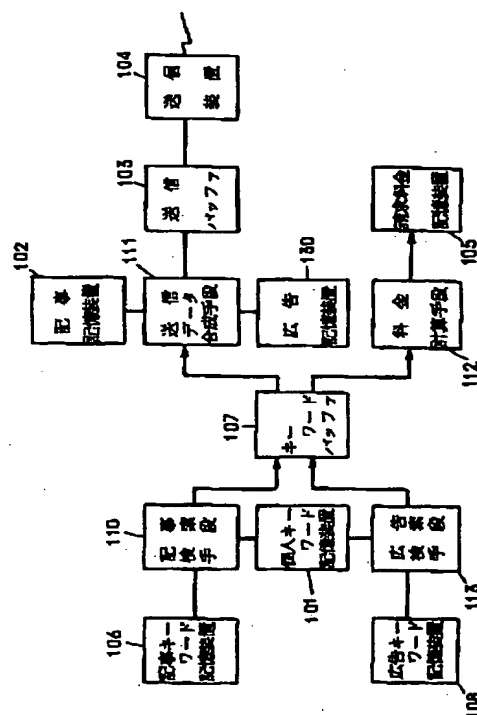 104
送信
装置
103
送信
バッファ
102
記事
記憶装置
111
送信
データ
合成手段
130
広告
記憶装置
請求料金
記憶装置
105
料金
計算手段
112
107
キー
ワード
バッファ
110
記事
検索
手段
個人キー
ワード
記憶装置
101
広告
検索
手段
113
106
記事キー
ワード
記憶装置
広告キー
ワード
記憶装置
108